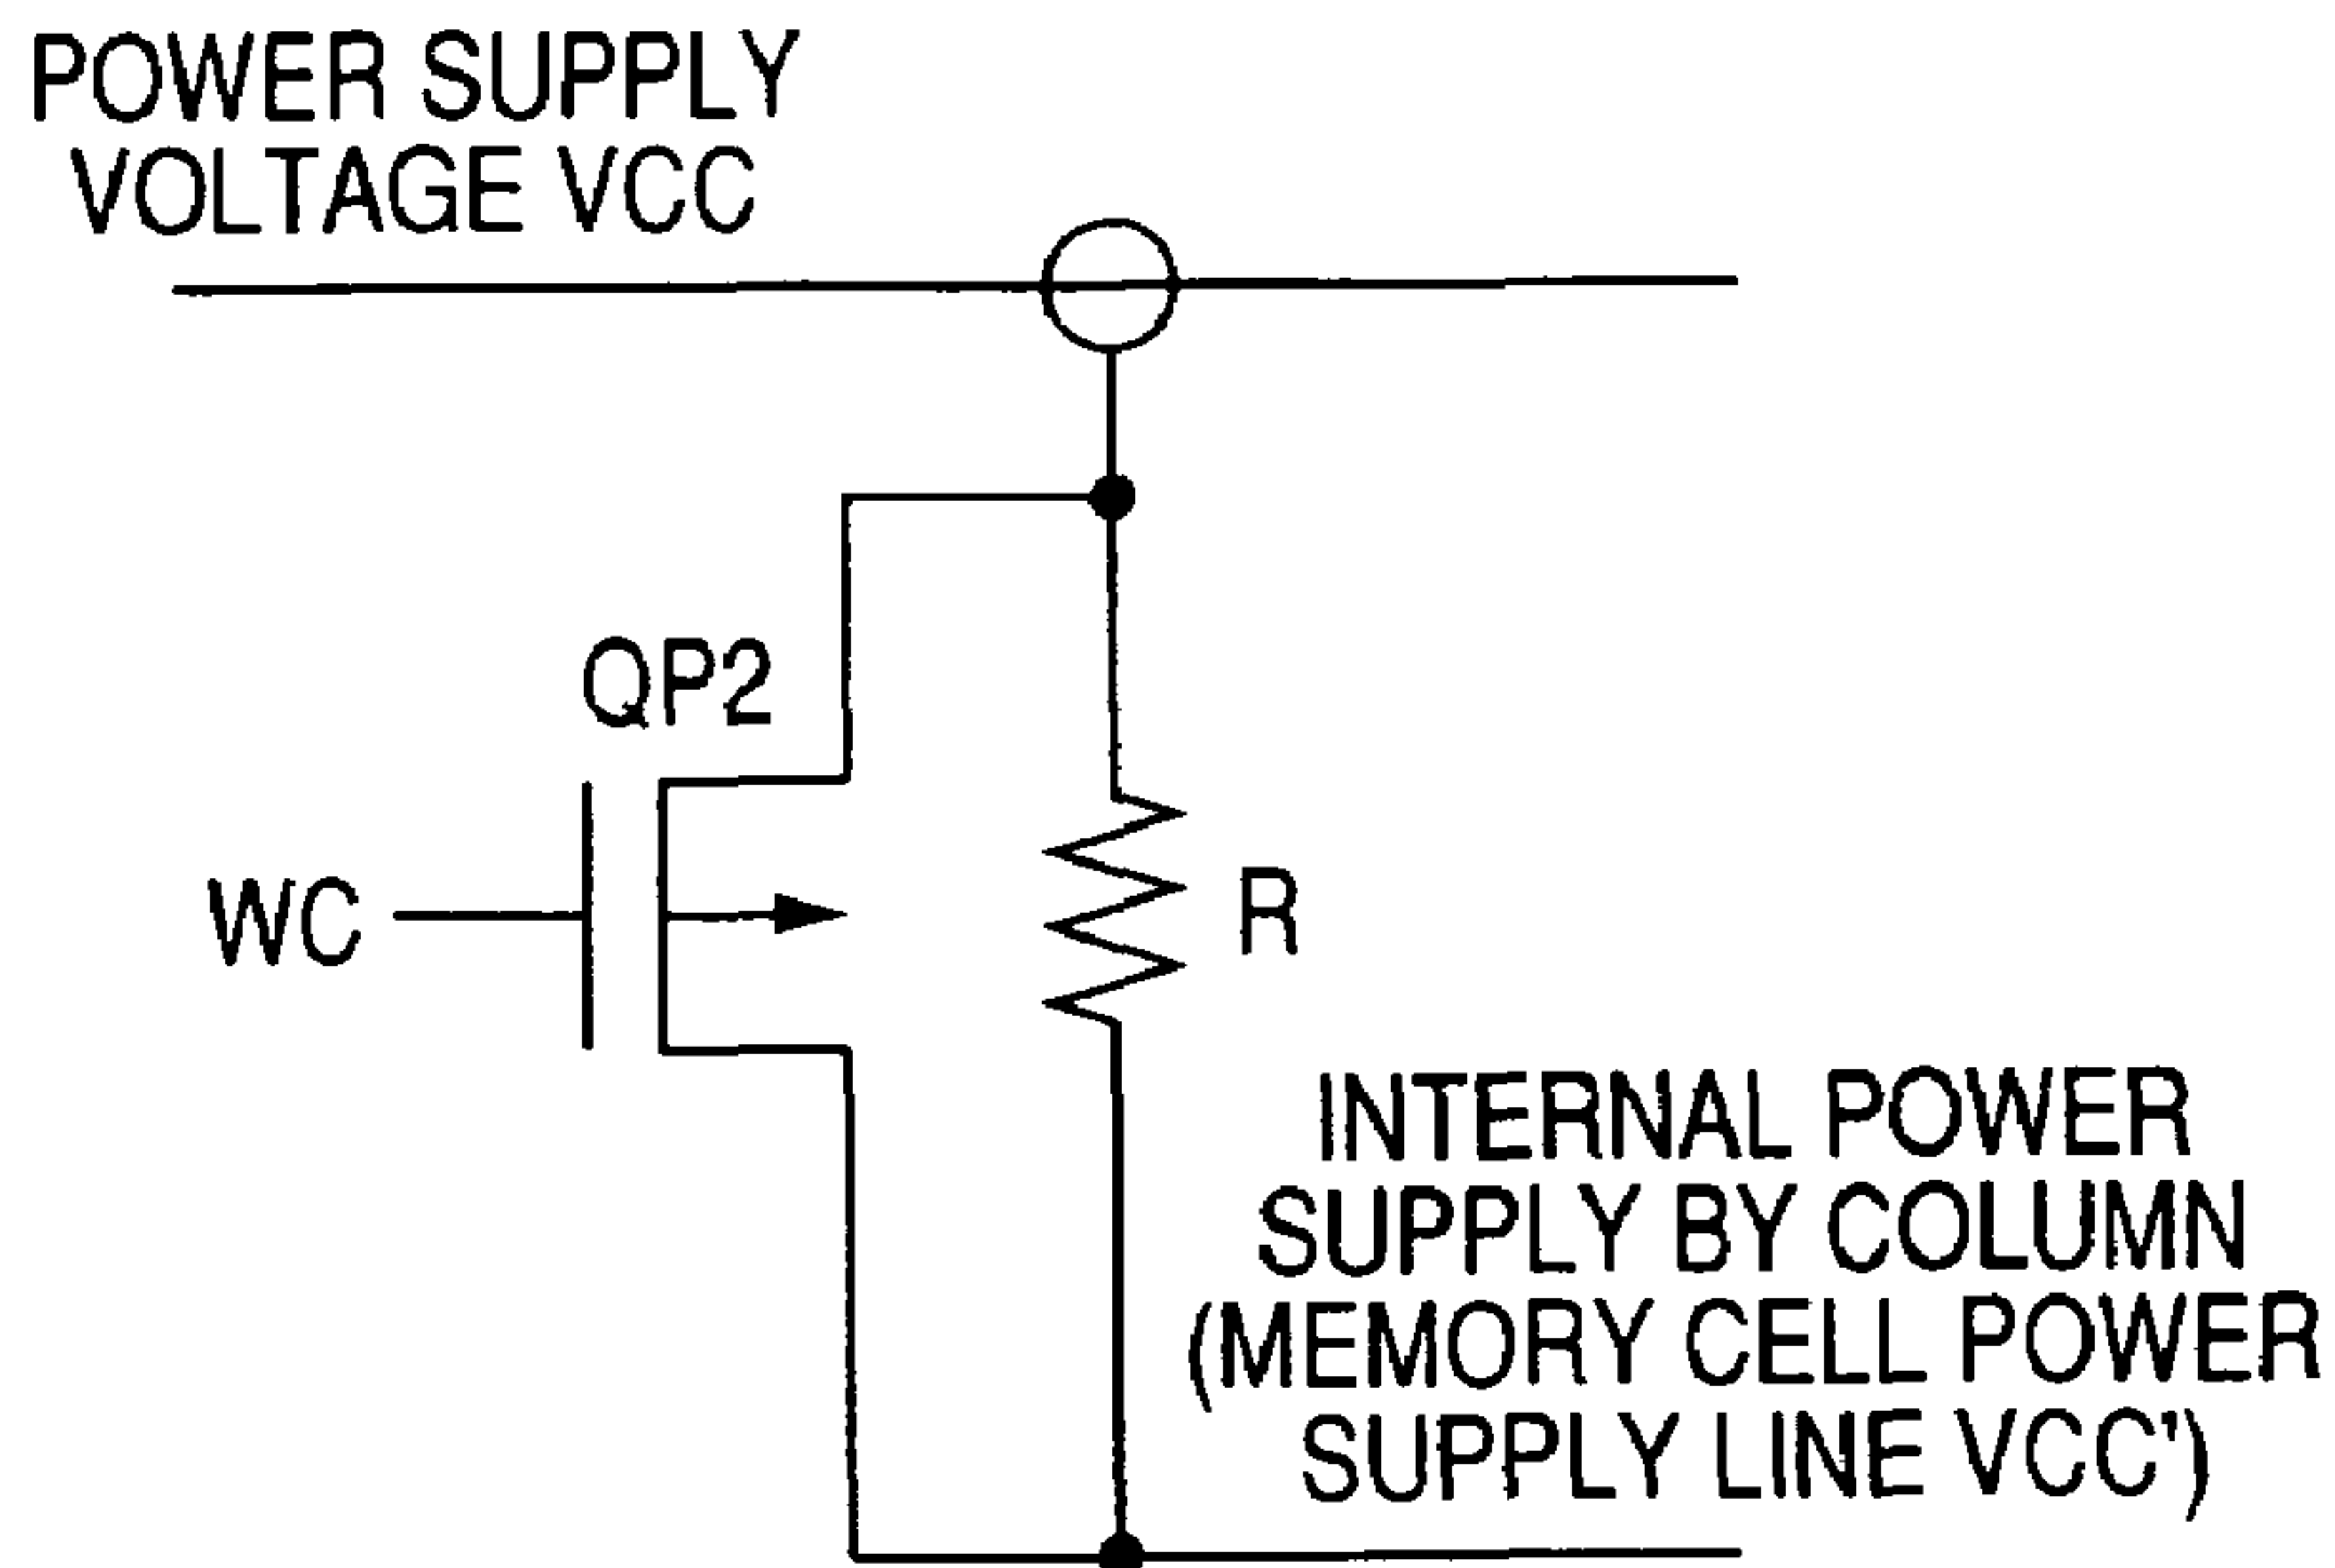 POWER SUPPLY
VOLTAGE VCC
QP2
WC
R
INTERNAL POWER
SUPPLY BY COLUMN
(MEMORY CELL POWER
SUPPLY LINE VCC')